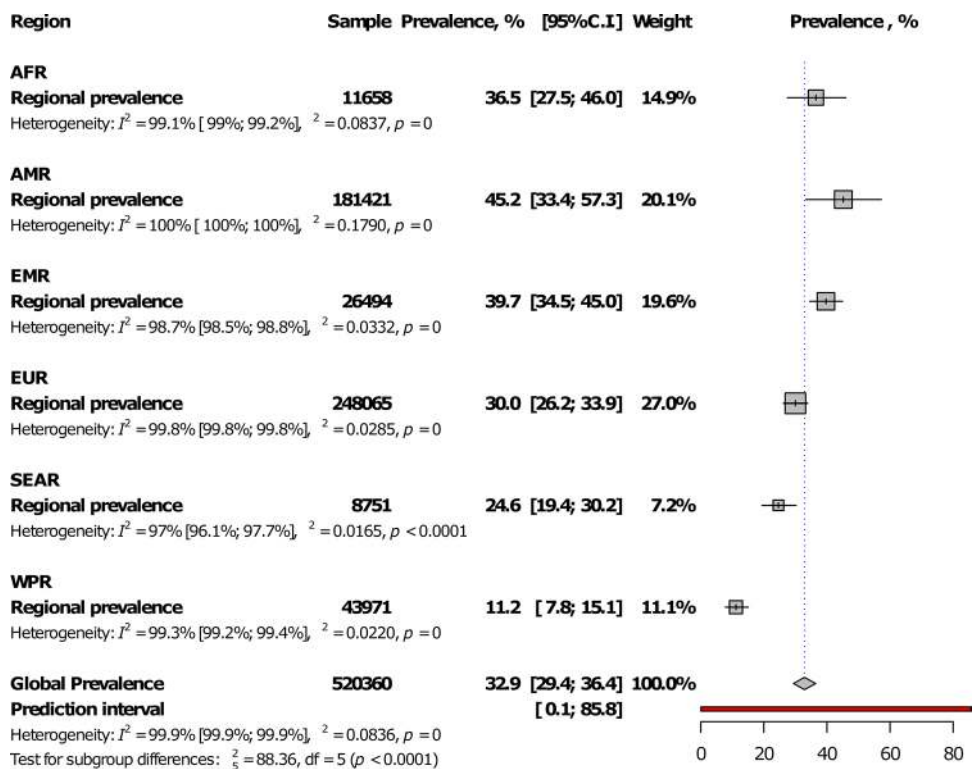 Region Sample Prevalence, % [95%C.I] Weight Prevalence , %
AFR
Regional prevalence 11658 36.5 [27.5; 46.0] 14.9%
Heterogeneity: I² = 99.1% [ 99%; 99.2%], ² = 0.0837, p = 0
AMR
Regional prevalence 181421 45.2 [33.4; 57.3] 20.1%
Heterogeneity: I² = 100% [ 100%; 100%], ² = 0.1790, p = 0
EMR
Regional prevalence 26494 39.7 [34.5; 45.0] 19.6%
Heterogeneity: I² = 98.7% [98.5%; 98.8%], ² = 0.0332, p = 0
EUR
Regional prevalence 248065 30.0 [26.2; 33.9] 27.0%
Heterogeneity: I² = 99.8% [99.8%; 99.8%], ² = 0.0285, p = 0
SEAR
Regional prevalence 8751 24.6 [19.4; 30.2] 7.2%
Heterogeneity: I² = 97% [96.1%; 97.7%], ² = 0.0165, p < 0.0001
WPR
Regional prevalence 43971 11.2 [ 7.8; 15.1] 11.1%
Heterogeneity: I² = 99.3% [99.2%; 99.4%], ² = 0.0220, p = 0
Global Prevalence 520360 32.9 [29.4; 36.4] 100.0%
Prediction interval [ 0.1; 85.8]
Heterogeneity: I² = 99.9% [99.9%; 99.9%], ² = 0.0836, p = 0
Test for subgroup differences: ²₅ = 88.36, df = 5 (p < 0.0001)
0 20 40 60 80